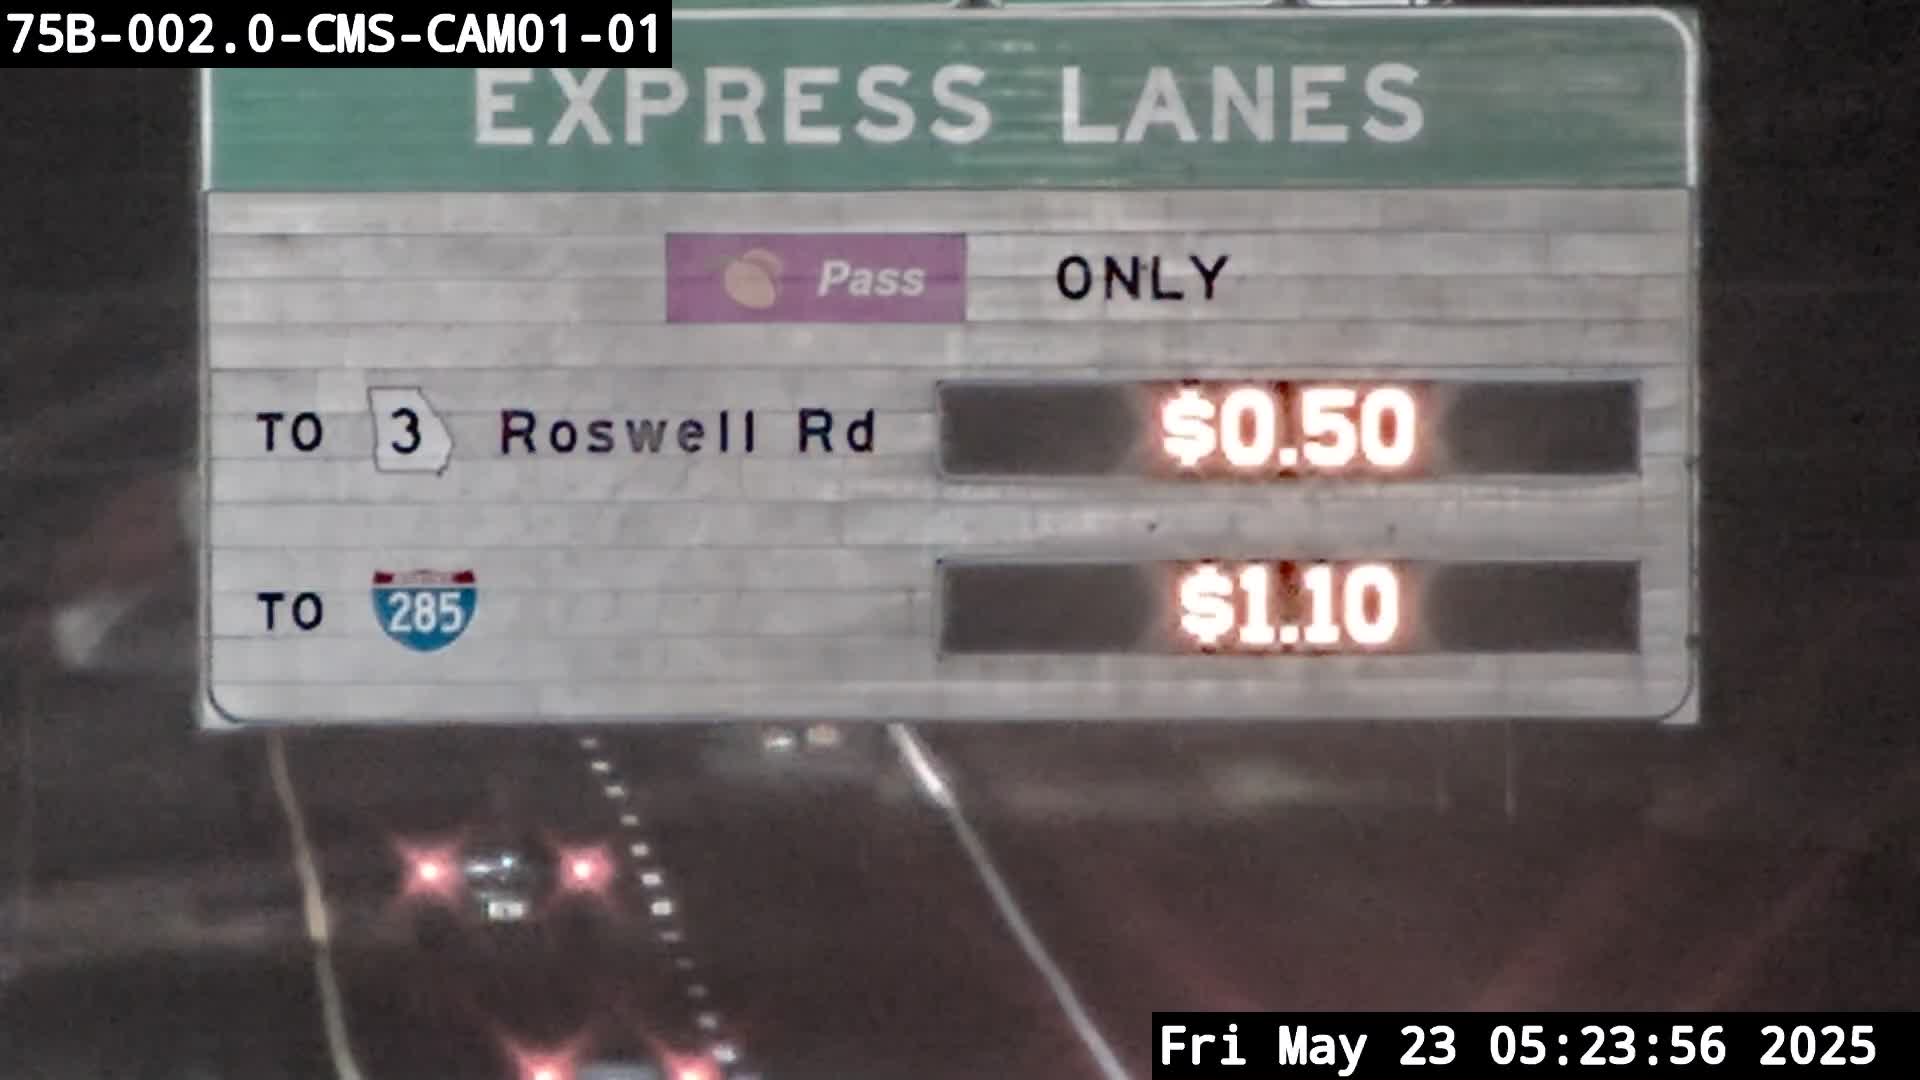 75B-002.0-CMS-CAM01-01
EXPRESS LANES
Pass ONLY
TO 3 Roswell Rd $0.50
TO 285 $1.10
Fri May 23 05:23:56 2025